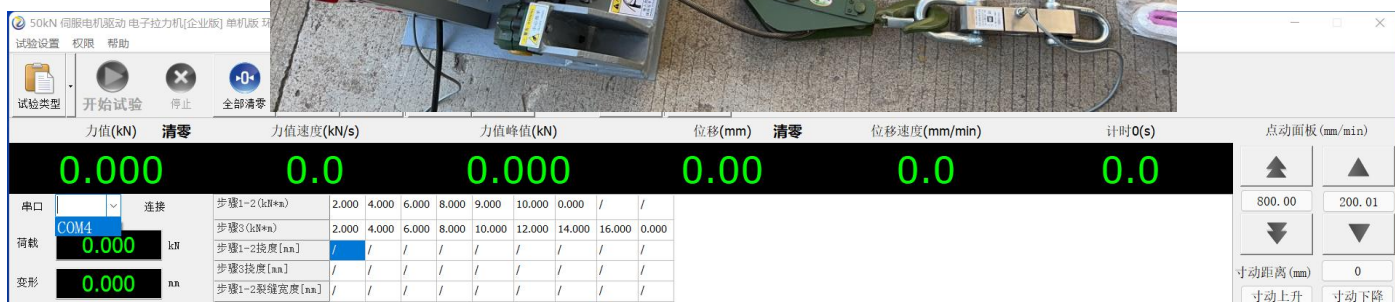 50kN 伺服电机驱动 电子拉力机[企业版] 单机版
试验设置 权限 帮助
试验类型 开始试验 停止 全部清零
力值(kN) 清零 力值速度(kN/s) 力值峰值(kN) 位移(mm) 清零 位移速度(mm/min) 计时0(s) 点动面板(mm/min)
0.000 0.0 0.000 0.00 0.0 0.0
串口 连接
COM4
荷载 0.000 kN
变形 0.000 mm
步骤1-2(kN*m) 2.000 4.000 6.000 8.000 9.000 10.000 0.000 / /
步骤3(kN*m) 2.000 4.000 6.000 8.000 10.000 12.000 14.000 16.000 0.000
步骤1-2挠度[mm] / / / / / / / / /
步骤3挠度[mm] / / / / / / / / /
步骤1-2裂缝宽度[mm] / / / / / / / / /
800.00 200.01
寸动距离(mm) 0
寸动上升 寸动下降